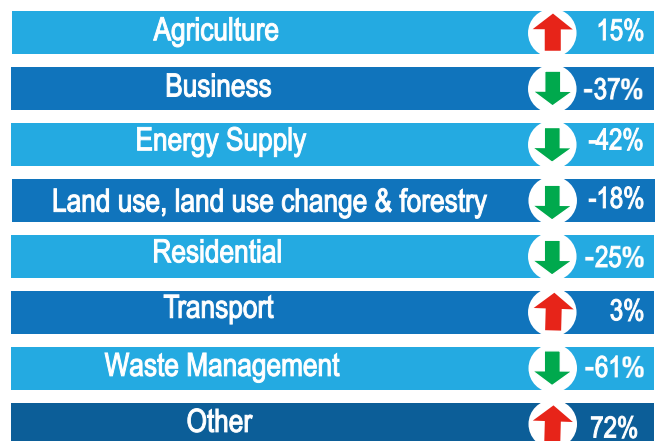 Agriculture 15%
Business -37%
Energy Supply -42%
Land use, land use change & forestry -18%
Residential -25%
Transport 3%
Waste Management -61%
Other 72%